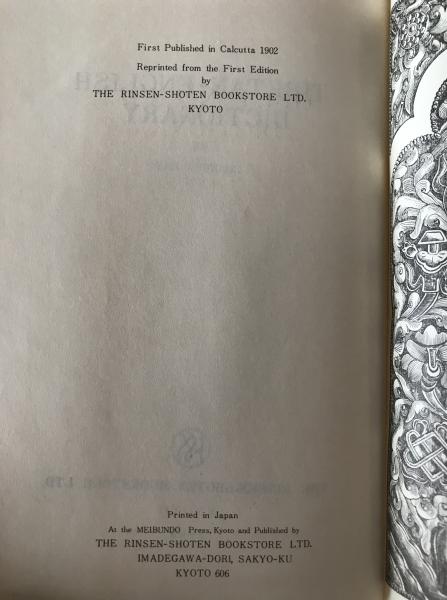 First Published in Calcutta 1902
Reprinted from the First Edition
by
THE RINSEN-SHOTEN BOOKSTORE LTD.
KYOTO
Printed in Japan
At the MEIBUNDO Press, Kyoto and Published by
THE RINSEN-SHOTEN BOOKSTORE LTD.
IMADEGAWA-DORI, SAKYO-KU
KYOTO 606